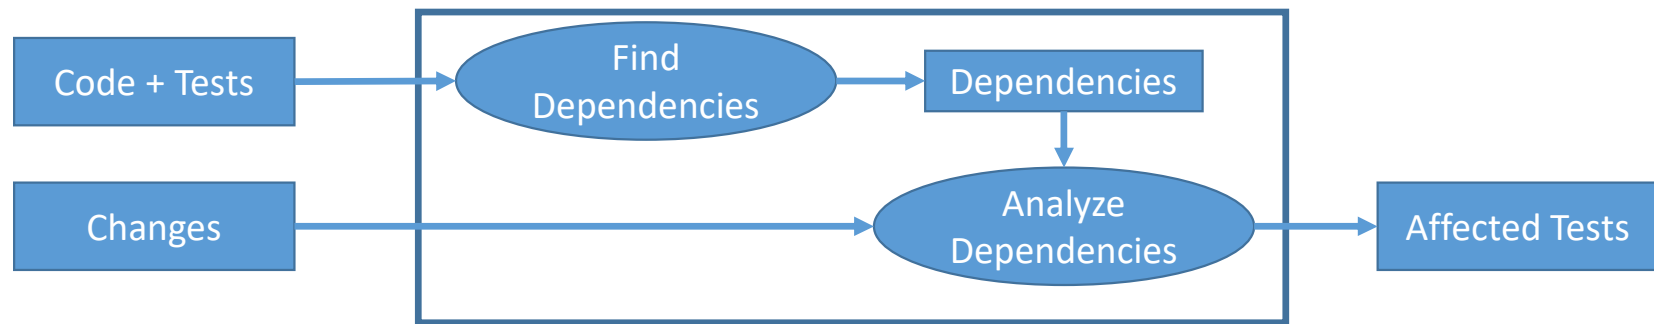 Code + Tests
Find
Dependencies
Dependencies
Changes
Analyze
Dependencies
Affected Tests